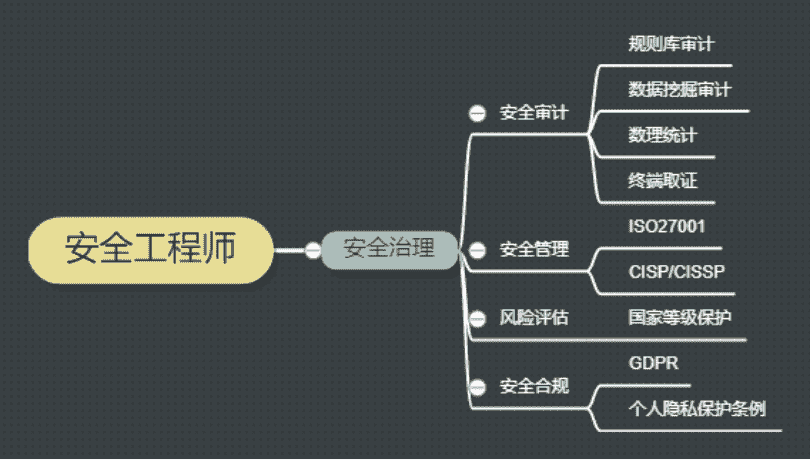 安全工程师
安全治理
安全审计
规则库审计
数据挖掘审计
数理统计
终端取证
安全管理
ISO27001
CISP/CISSP
风险评估
国家等级保护
安全合规
GDPR
个人隐私保护条例